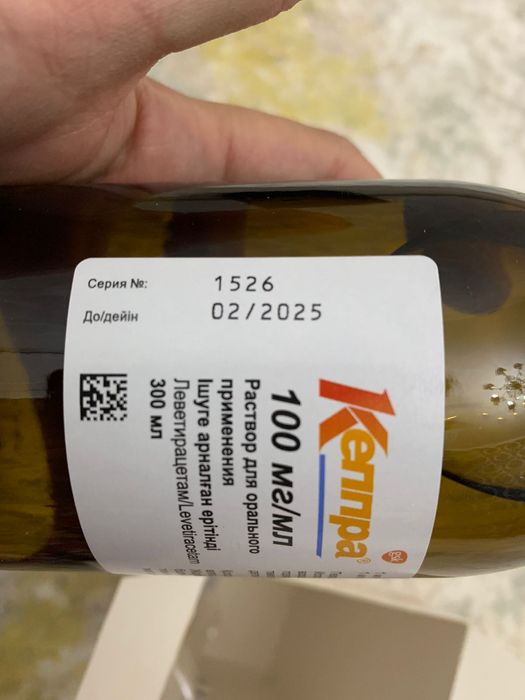 Серия №: 1526
До/дейін 02/2025
Кеппра®
gsk
100 мг/мл
Раствор для орального
применения
Ішуге арналған ерітінді
Леветирацетам/Levetiracetam
300 мл